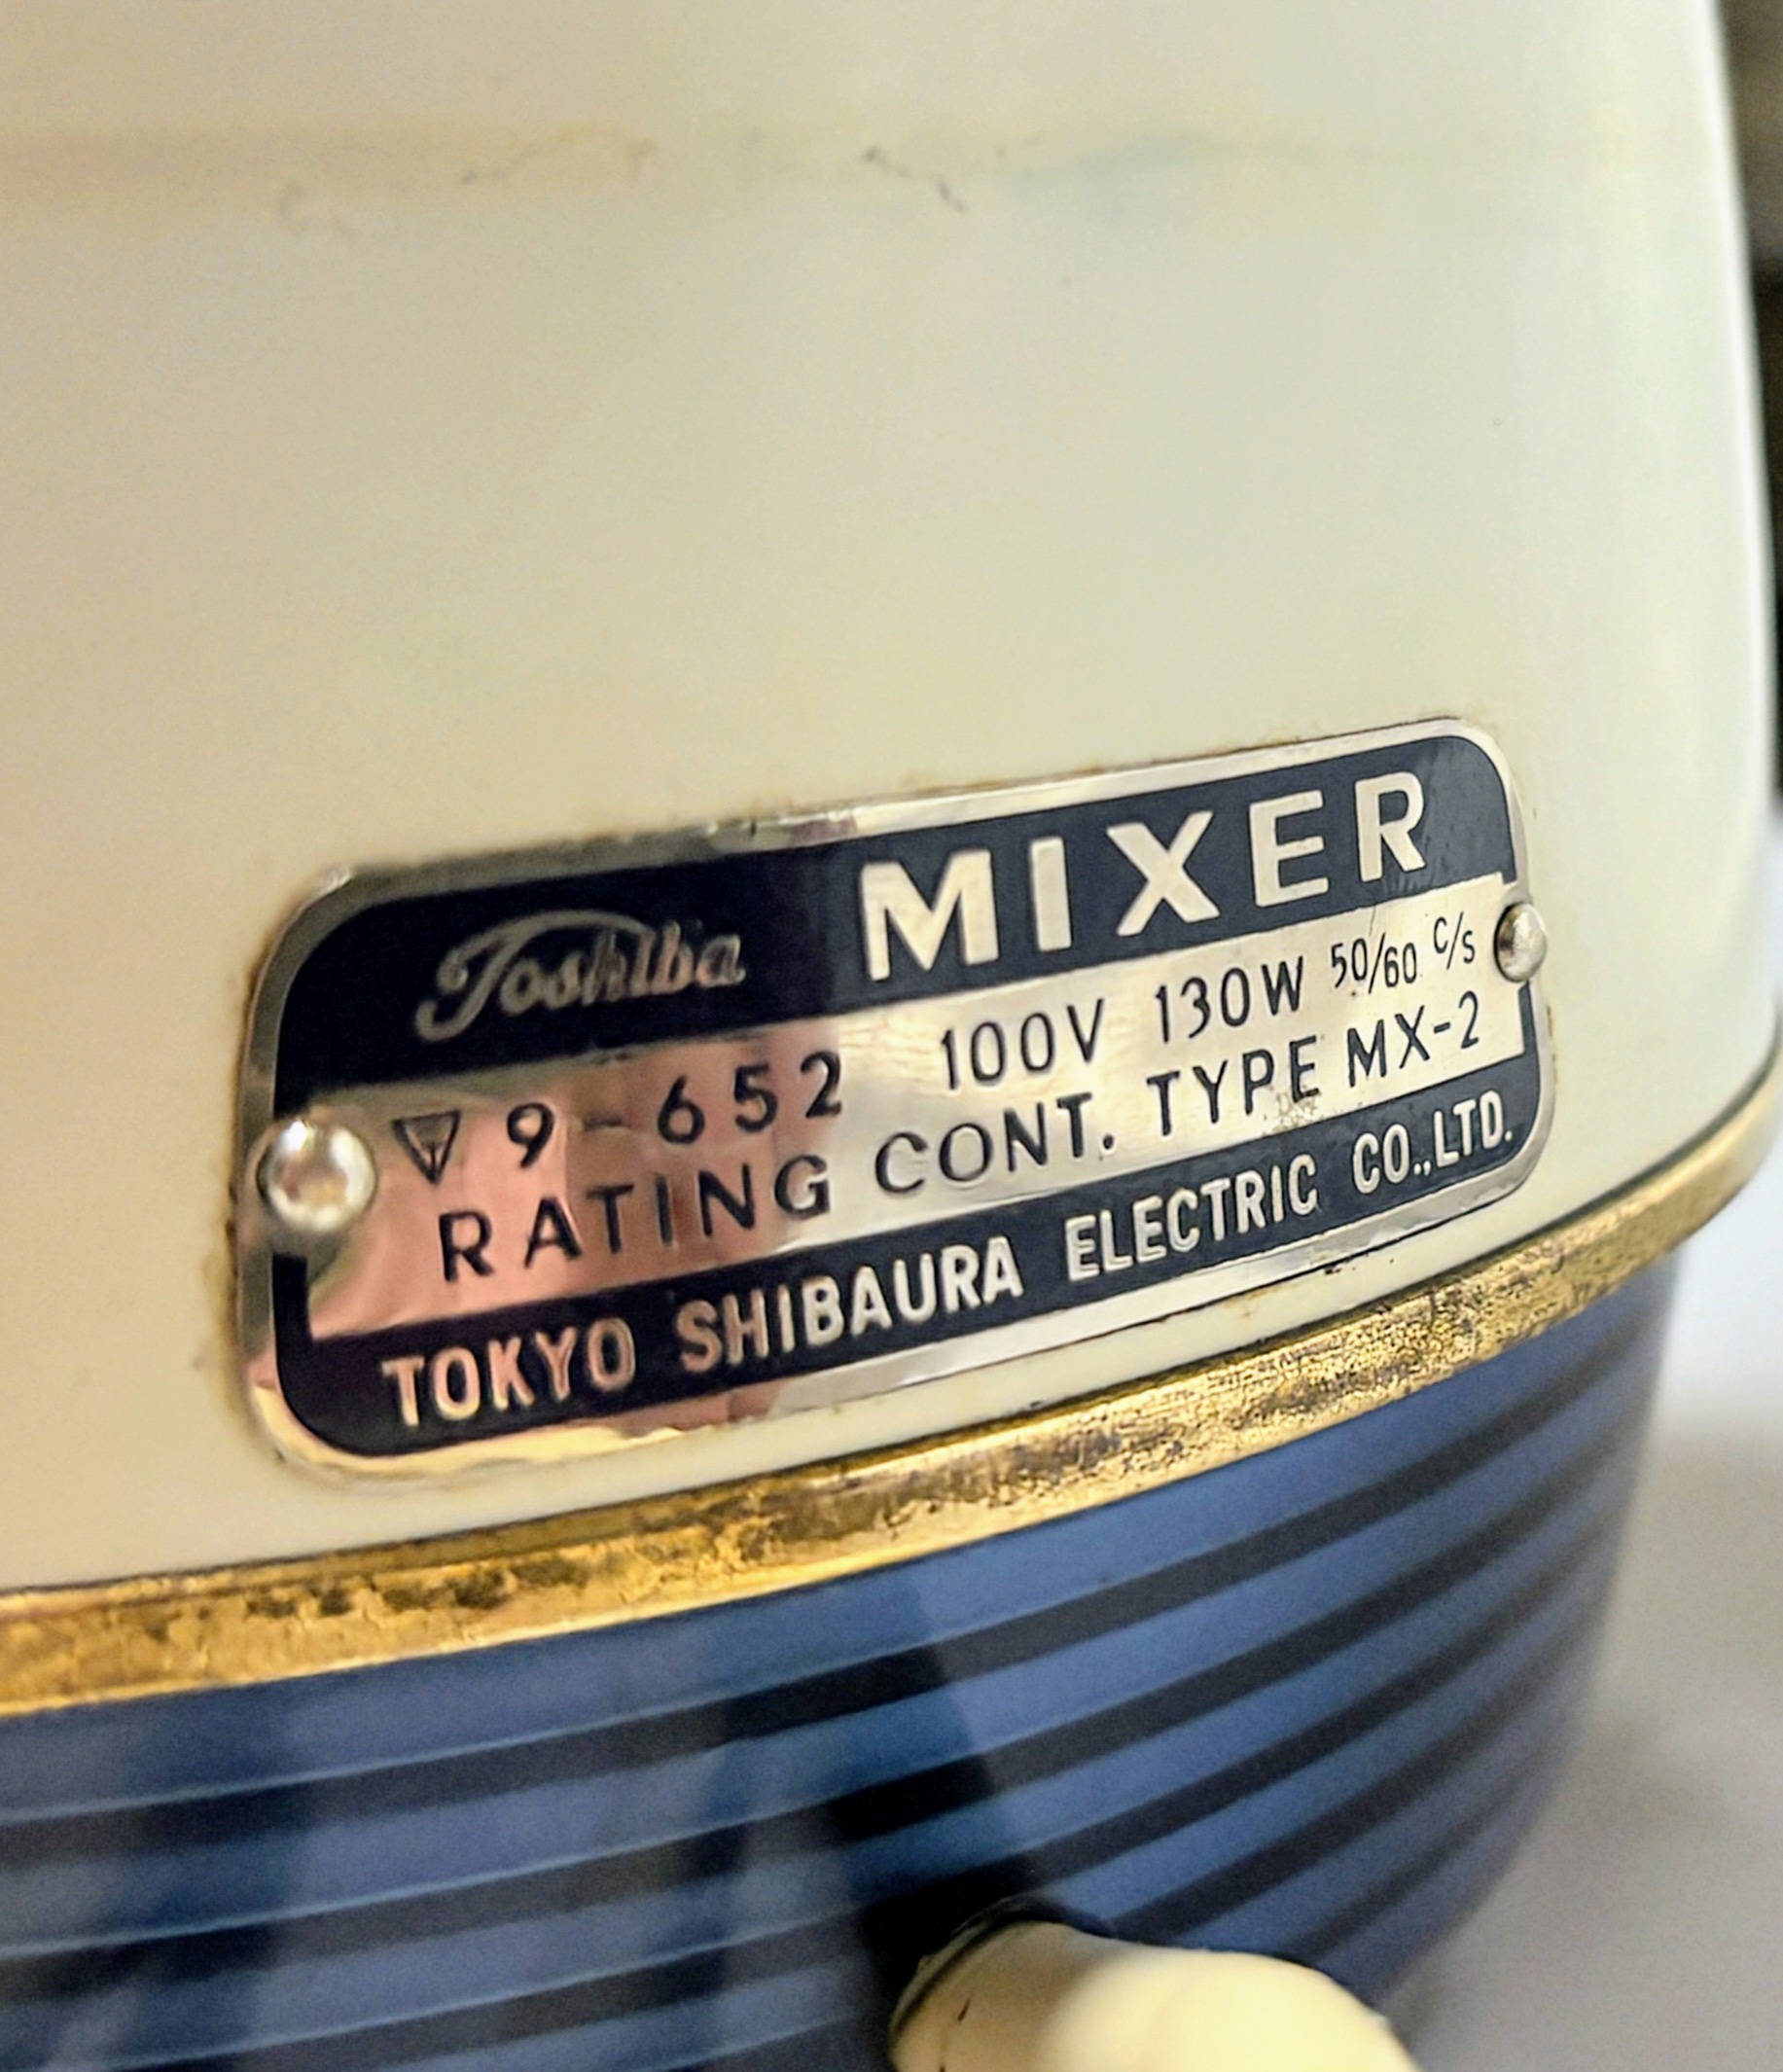 Toshiba MIXER
▽ 9-652 100V 130W 50/60 C/S
RATING CONT. TYPE MX-2
TOKYO SHIBAURA ELECTRIC CO.,LTD.